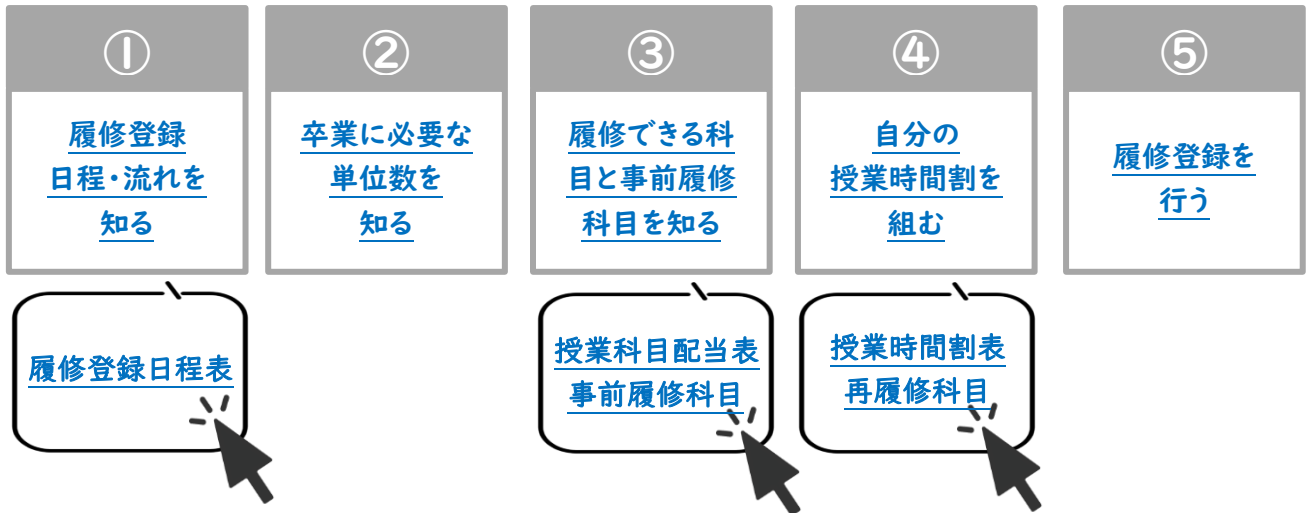 ①
履修登録
日程・流れを
知る
②
卒業に必要な
単位数を
知る
③
履修できる科
目と事前履修
科目を知る
④
自分の
授業時間割を
組む
⑤
履修登録を
行う
履修登録日程表
授業科目配当表
事前履修科目
授業時間割表
再履修科目